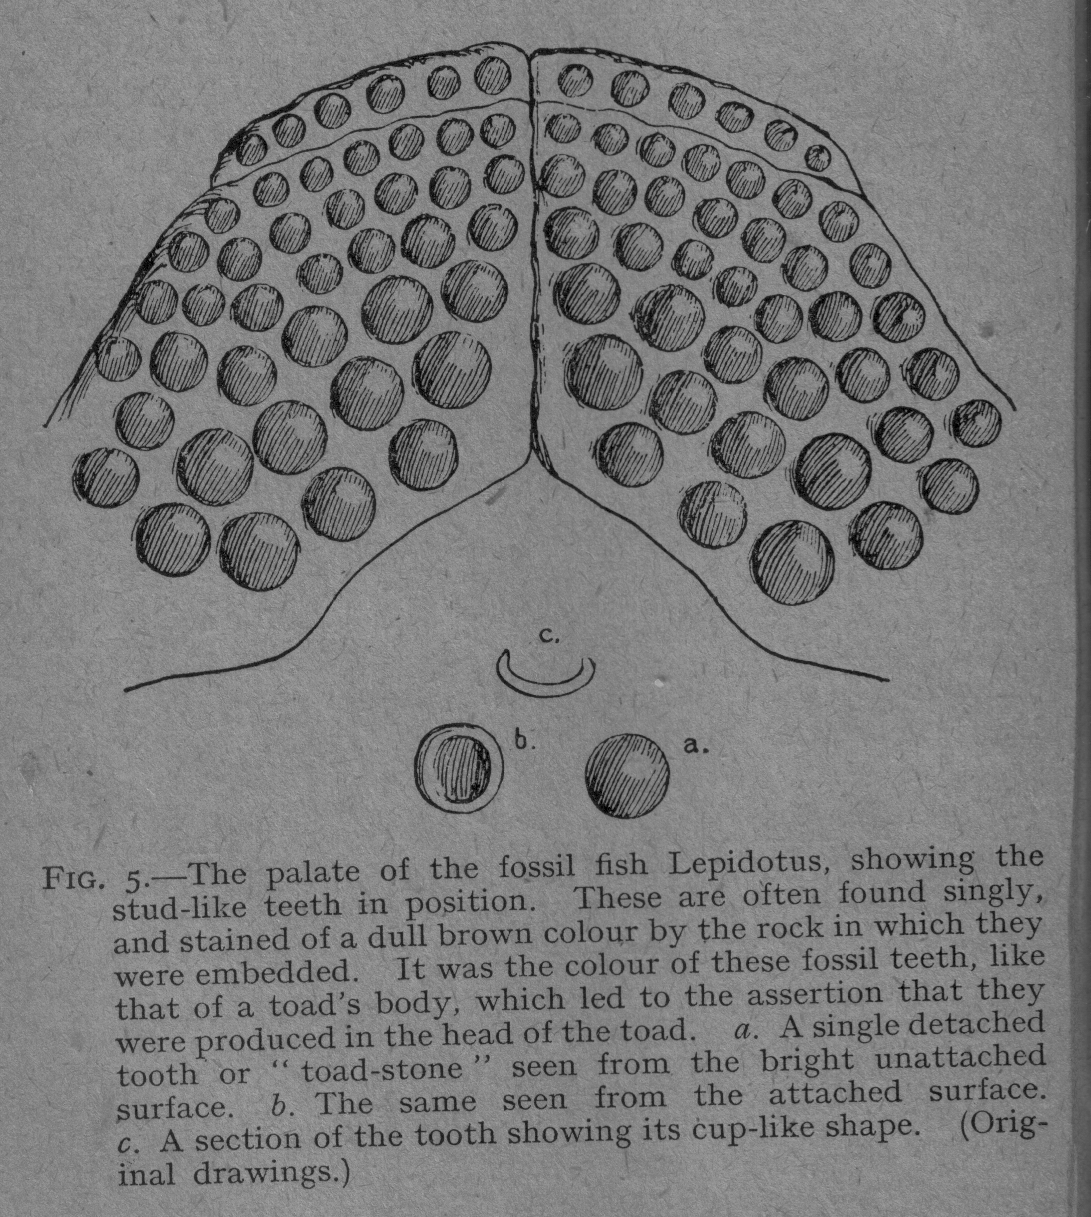 c.
b.
a.
FIG. 5.—The palate of the fossil fish Lepidotus, showing the
stud-like teeth in position. These are often found singly,
and stained of a dull brown colour by the rock in which they
were embedded. It was the colour of these fossil teeth, like
that of a toad's body, which led to the assertion that they
were produced in the head of the toad. a. A single detached
tooth or “ toad-stone ” seen from the bright unattached
surface. b. The same seen from the attached surface.
c. A section of the tooth showing its cup-like shape. (Orig-
inal drawings.)